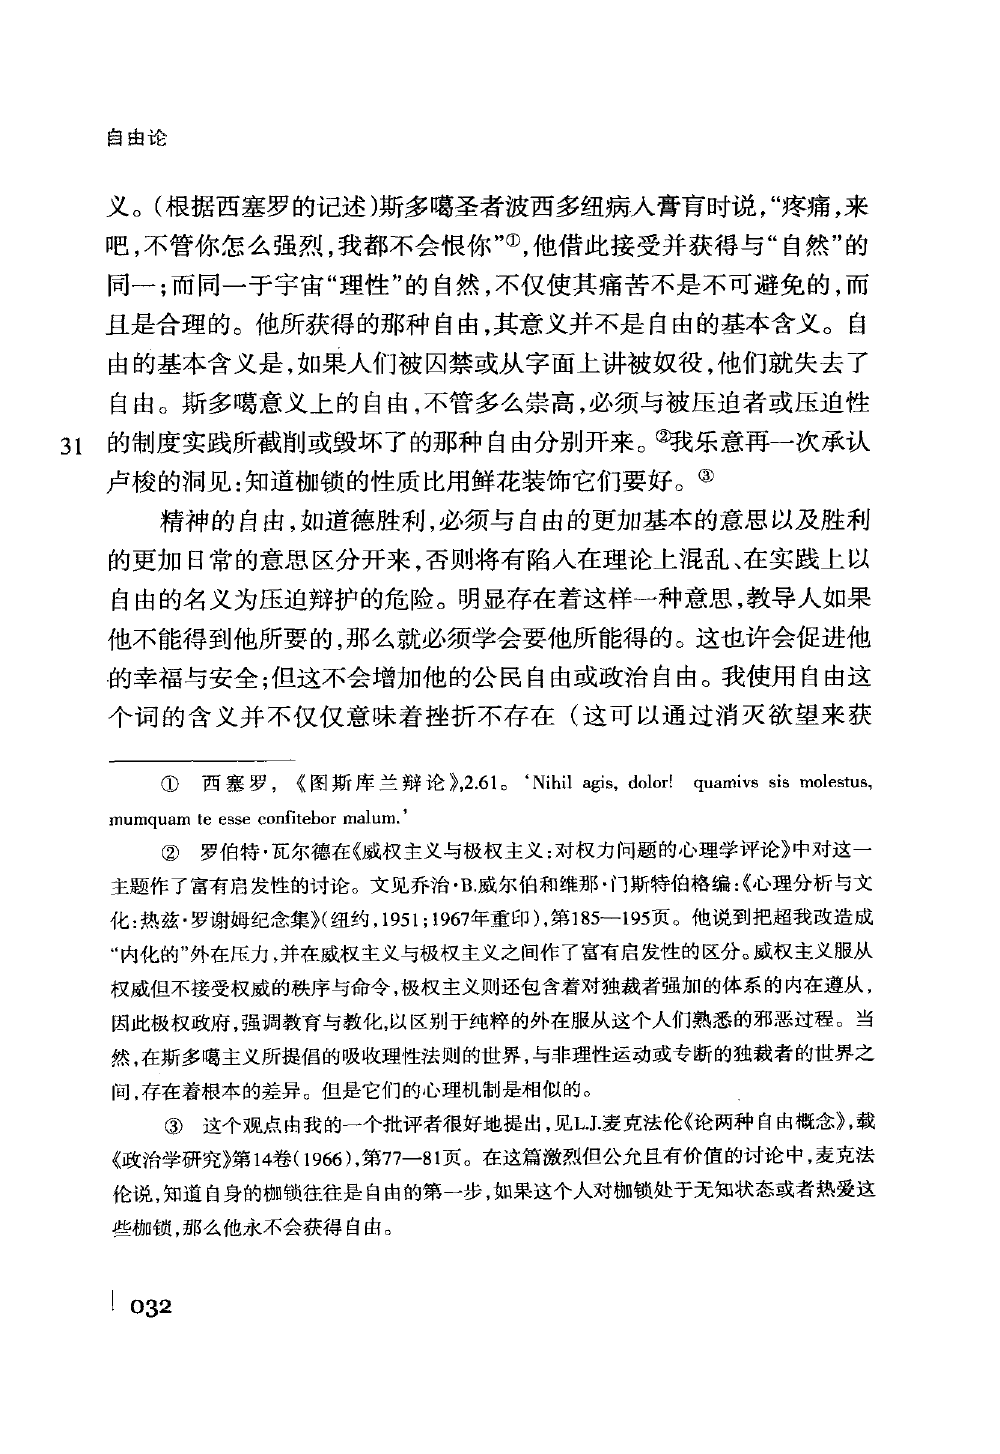 自由论
义。(根据西塞罗的记述)斯多噶圣者波西多纽病入膏肓时说,“疼痛,来
吧,不管你怎么强烈,我都不会恨你”①,他借此接受并获得与“自然”的
同一;而同一于宇宙“理性”的自然,不仅使其痛苦不是不可避免的,而
且是合理的。他所获得的那种自由,其意义并不是自由的基本含义。自
由的基本含义是,如果人们被囚禁或从字面上讲被奴役,他们就失去了
自由。斯多噶意义上的自由,不管多么崇高,必须与被压迫者或压迫性
31 的制度实践所截削或毁坏了的那种自由分别开来。②我乐意再一次承认
卢梭的洞见:知道枷锁的性质比用鲜花装饰它们要好。③
精神的自由,如道德胜利,必须与自由的更加基本的意思以及胜利
的更加日常的意思区分开来,否则将有陷入在理论上混乱、在实践上以
自由的名义为压迫辩护的危险。明显存在着这样一种意思,教导人如果
他不能得到他所要的,那么就必须学会要他所能得的。这也许会促进他
的幸福与安全;但这不会增加他的公民自由或政治自由。我使用自由这
个词的含义并不仅仅意味着挫折不存在(这可以通过消灭欲望来获
① 西塞罗,《图斯库兰辩论》,2.61。‘Nihil agis, dolor! quamivs sis molestus,
mumquam te esse confitebor malum.’
② 罗伯特·瓦尔德在《威权主义与极权主义:对权力问题的心理学评论》中对这一
主题作了富有启发性的讨论。文见乔治·B.威尔伯和维那·门斯特伯格编:《心理分析与文
化:热兹·罗谢姆纪念集》(纽约,1951;1967年重印),第185—195页。他说到把超我改造成
“内化的”外在压力,并在威权主义与极权主义之间作了富有启发性的区分。威权主义服从
权威但不接受权威的秩序与命令,极权主义则还包含着对独裁者强加的体系的内在遵从,
因此极权政府,强调教育与教化,以区别于纯粹的外在服从这个人们熟悉的邪恶过程。当
然,在斯多噶主义所提倡的吸收理性法则的世界,与非理性运动或专断的独裁者的世界之
间,存在着根本的差异。但是它们的心理机制是相似的。
③ 这个观点由我的一个批评者很好地提出,见L.J.麦克法伦《论两种自由概念》,载
《政治学研究》第14卷(1966),第77—81页。在这篇激烈但公允且有价值的讨论中,麦克法
伦说,知道自身的枷锁往往是自由的第一步,如果这个人对枷锁处于无知状态或者热爱这
些枷锁,那么他永不会获得自由。
032